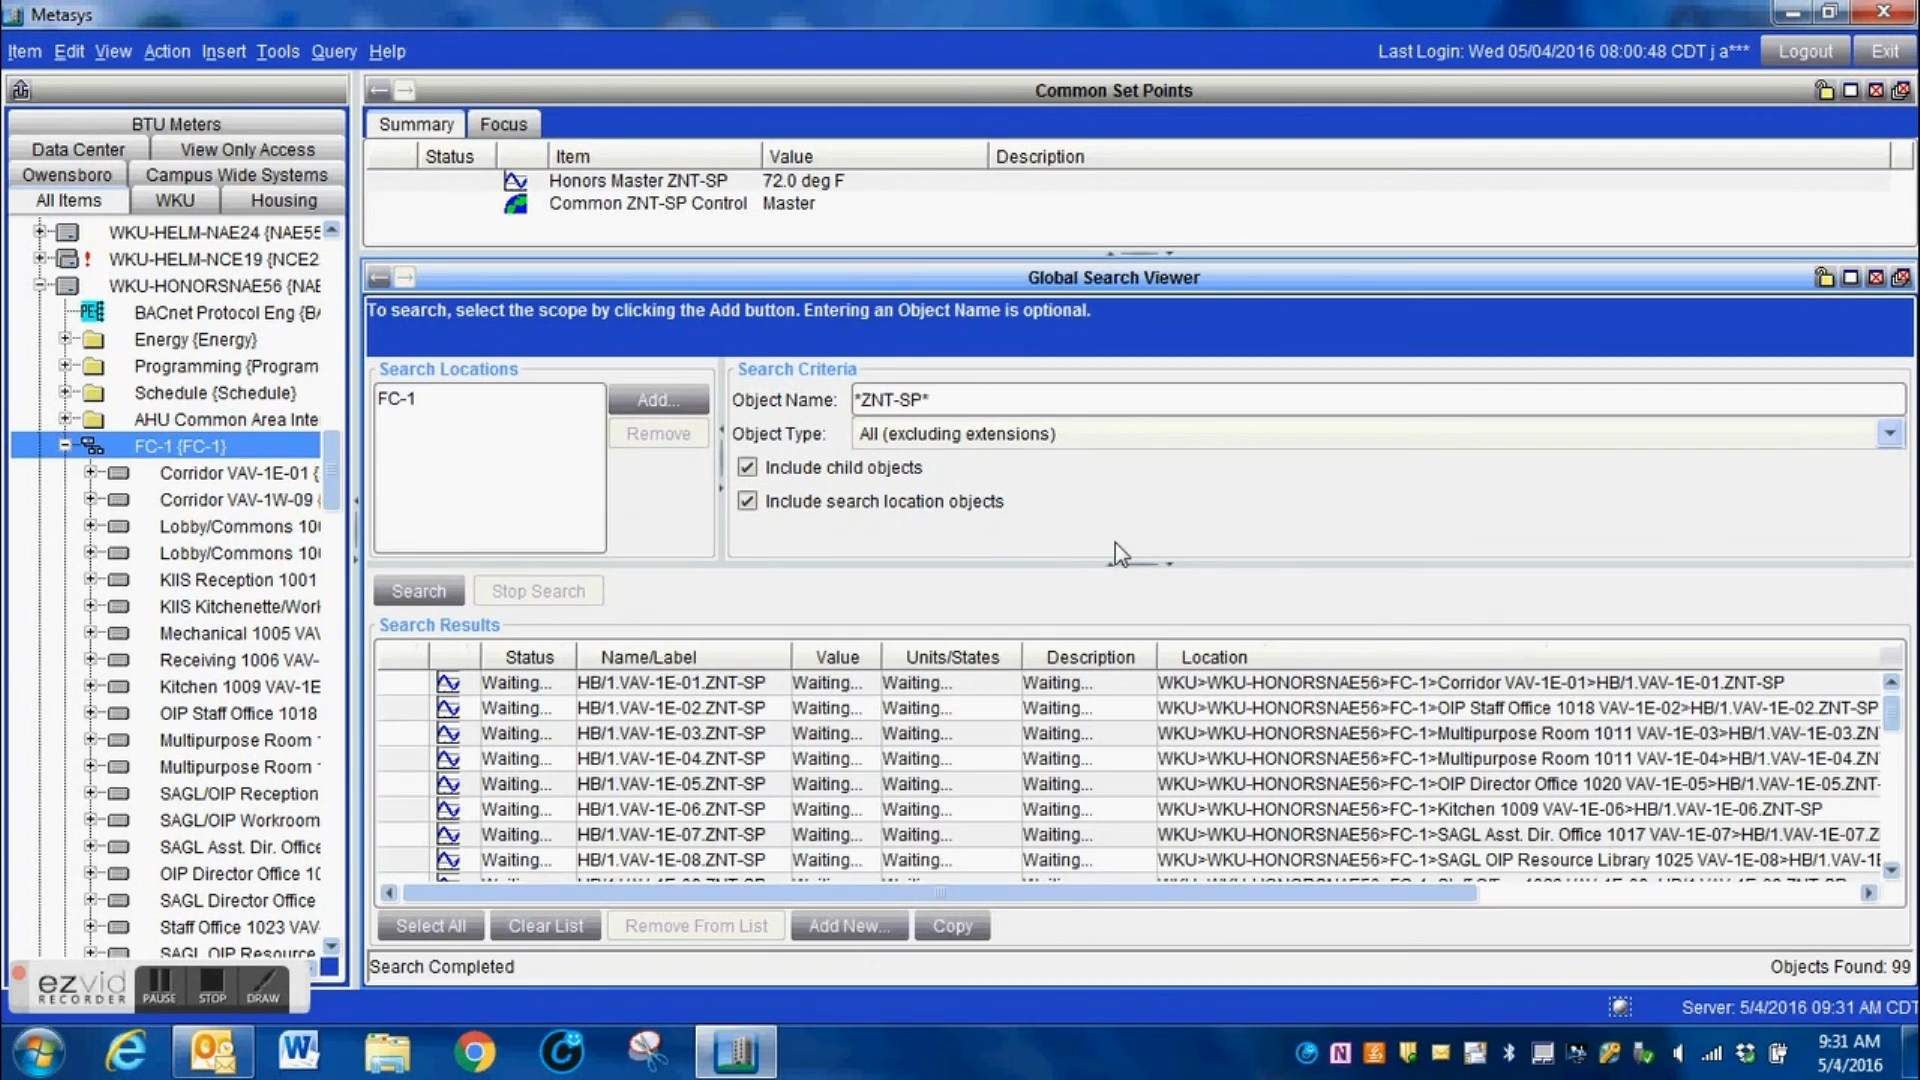 Metasys
Item Edit View Action Insert Tools Query Help
Last Login: Wed 05/04/2016 08:00:48 CDT j a***
Logout
Exit
BTU Meters
Data Center
View Only Access
Owensboro
Campus Wide Systems
All Items
WKU
Housing
WKU-HELM-NAE24 {NAE55
WKU-HELM-NCE19 {NCE2
WKU-HONORSNAE56 {NAE
BACnet Protocol Eng {BA
Energy {Energy}
Programming {Program
Schedule {Schedule}
AHU Common Area Inte
FC-1 {FC-1}
Corridor VAV-1E-01 {
Corridor VAV-1W-09 {
Lobby/Commons 10
Lobby/Commons 10
KIIS Reception 1001
KIIS Kitchenette/Work
Mechanical 1005 VAV
Receiving 1006 VAV-
Kitchen 1009 VAV-1E
OIP Staff Office 1018
Multipurpose Room
Multipurpose Room
SAGL/OIP Reception
SAGL/OIP Workroom
SAGL Asst. Dir. Office
OIP Director Office 10
SAGL Director Office
Staff Office 1023 VAV
SAGL OIP Resource
Common Set Points
Summary
Focus
Status Item Value Description
Honors Master ZNT-SP 72.0 deg F
Common ZNT-SP Control Master
Global Search Viewer
To search, select the scope by clicking the Add button. Entering an Object Name is optional.
Search Locations
FC-1
Add...
Remove
Search Criteria
Object Name: *ZNT-SP*
Object Type: All (excluding extensions)
Include child objects
Include search location objects
Search
Stop Search
Search Results
Status Name/Label Value Units/States Description Location
Waiting... HB/1.VAV-1E-01.ZNT-SP Waiting... Waiting... Waiting... WKU>WKU-HONORSNAE56>FC-1>Corridor VAV-1E-01>HB/1.VAV-1E-01.ZNT-SP
Waiting... HB/1.VAV-1E-02.ZNT-SP Waiting... Waiting... Waiting... WKU>WKU-HONORSNAE56>FC-1>OIP Staff Office 1018 VAV-1E-02>HB/1.VAV-1E-02.ZNT-SP
Waiting... HB/1.VAV-1E-03.ZNT-SP Waiting... Waiting... Waiting... WKU>WKU-HONORSNAE56>FC-1>Multipurpose Room 1011 VAV-1E-03>HB/1.VAV-1E-03.ZN
Waiting... HB/1.VAV-1E-04.ZNT-SP Waiting... Waiting... Waiting... WKU>WKU-HONORSNAE56>FC-1>Multipurpose Room 1011 VAV-1E-04>HB/1.VAV-1E-04.ZN
Waiting... HB/1.VAV-1E-05.ZNT-SP Waiting... Waiting... Waiting... WKU>WKU-HONORSNAE56>FC-1>OIP Director Office 1020 VAV-1E-05>HB/1.VAV-1E-05.ZNT-
Waiting... HB/1.VAV-1E-06.ZNT-SP Waiting... Waiting... Waiting... WKU>WKU-HONORSNAE56>FC-1>Kitchen 1009 VAV-1E-06>HB/1.VAV-1E-06.ZNT-SP
Waiting... HB/1.VAV-1E-07.ZNT-SP Waiting... Waiting... Waiting... WKU>WKU-HONORSNAE56>FC-1>SAGL Asst. Dir. Office 1017 VAV-1E-07>HB/1.VAV-1E-07.Z
Waiting... HB/1.VAV-1E-08.ZNT-SP Waiting... Waiting... Waiting... WKU>WKU-HONORSNAE56>FC-1>SAGL OIP Resource Library 1025 VAV-1E-08>HB/1.VAV-1E
Select All
Clear List
Remove From List
Add New...
Copy
Search Completed
Objects Found: 99
ezvid
RECORDER
PAUSE
STOP
DRAW
Server: 5/4/2016 09:31 AM CDT
9:31 AM
5/4/2016